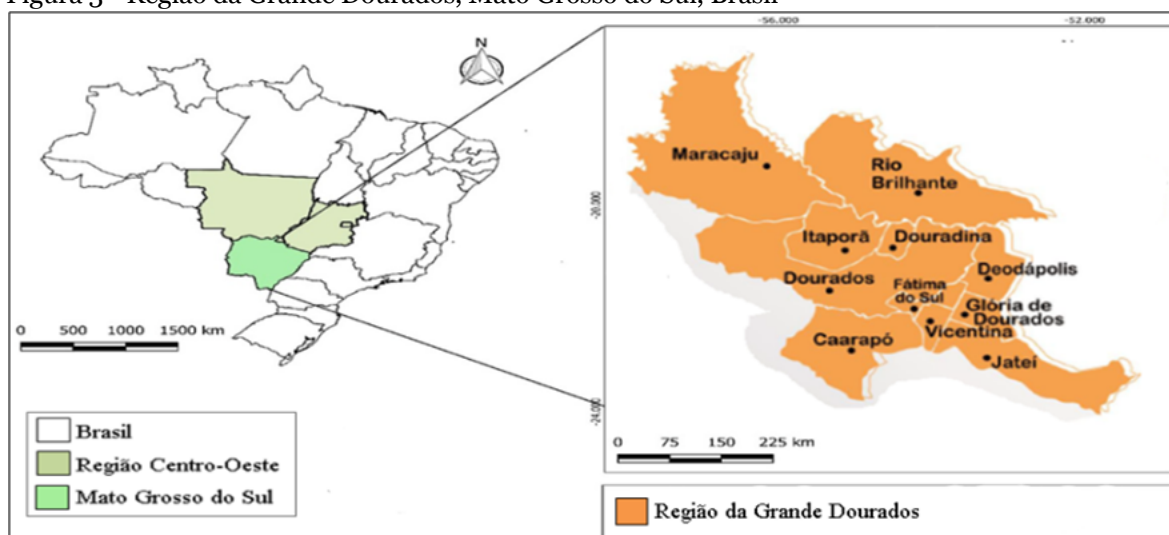 Figura 3 - Região da Grande Dourados, Mato Grosso do Sul, Brasil
N
0 500 1000 1500 km
Brasil
Região Centro-Oeste
Mato Grosso do Sul
-56.000 -52.000
-20.000
-24.000
Maracaju
Rio
Brilhante
Itaporã
Douradina
Deodápolis
Dourados
Fátima
do Sul
Glória de
Dourados
Vicentina
Caarapó
Jateí
0 75 150 225 km
Região da Grande Dourados